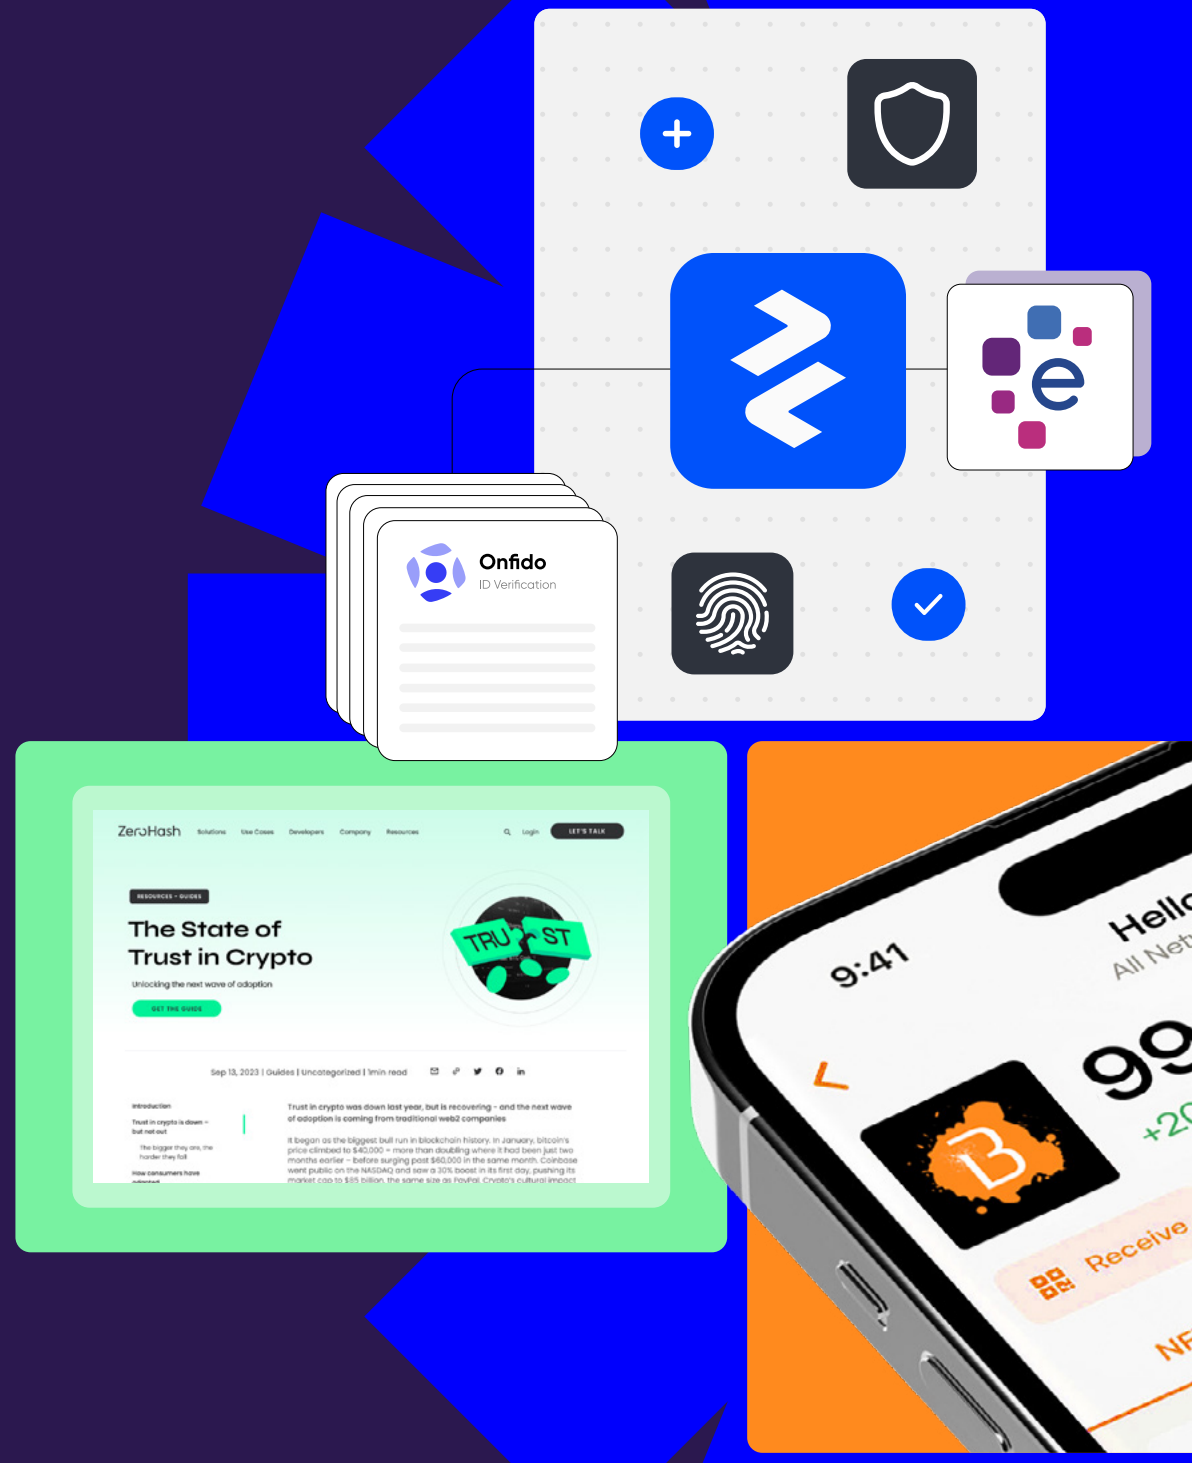 e
Onfido
ID Verification
ZeroHash
Solutions
Use Cases
Developers
Company
Resources
Login
LET'S TALK
RESOURCES - GUIDES
The State of
Trust in Crypto
Unlocking the next wave of adoption
GET THE GUIDE
TRU ST
Sep 13, 2023 | Guides | Uncategorized | 1min read
Introduction
Trust in crypto is down –
but not out
The bigger they are, the
harder they fall
How consumers have
adapted
Trust in crypto was down last year, but is recovering - and the next wave
of adoption is coming from traditional web2 companies
It began as the biggest bull run in blockchain history. In January, bitcoin's
price climbed to $40,000 – more than doubling where it had been just two
months earlier – before surging past $60,000 in the same month. Coinbase
went public on the NASDAQ and saw a 30% boost in its first day, pushing its
market cap to $85 billion, the same size as PayPal. Crypto's cultural impact
9:41
Hello
All Netw
99
+20
B
Receive
NF